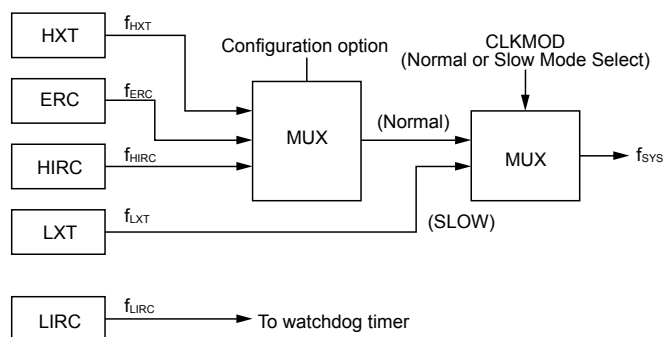 HXT
fHXT
Configuration option
CLKMOD
(Normal or Slow Mode Select)
ERC
fERC
MUX
(Normal)
HIRC
fHIRC
MUX
fSYS
LXT
fLXT
(SLOW)
LIRC
fLIRC
To watchdog timer